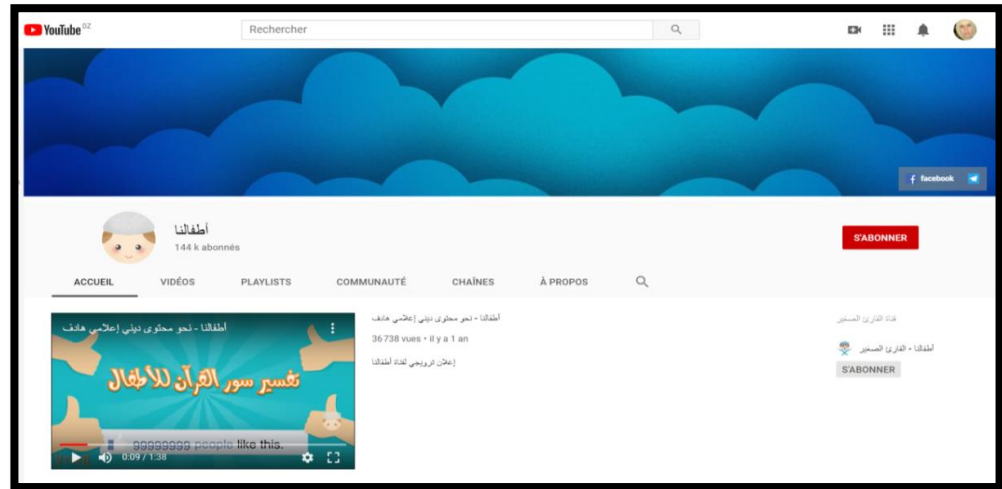 YouTube DZ
Rechercher
facebook
أطفالنا
144 k abonnés
S'ABONNER
ACCUEIL VIDÉOS PLAYLISTS COMMUNAUTÉ CHAÎNES À PROPOS
أطفالنا - نحو محتوى ديني إعلامي هادف
تفسير سور القرآن للأطفال
99999999 people like this.
0:09 / 1:38
أطفالنا - نحو محتوى ديني إعلامي هادف
36 738 vues • il y a 1 an
إعلان ترويجي لقناة أطفالنا
قناة القارئ الصغير
أطفالنا - القارئ الصغير
S'ABONNER